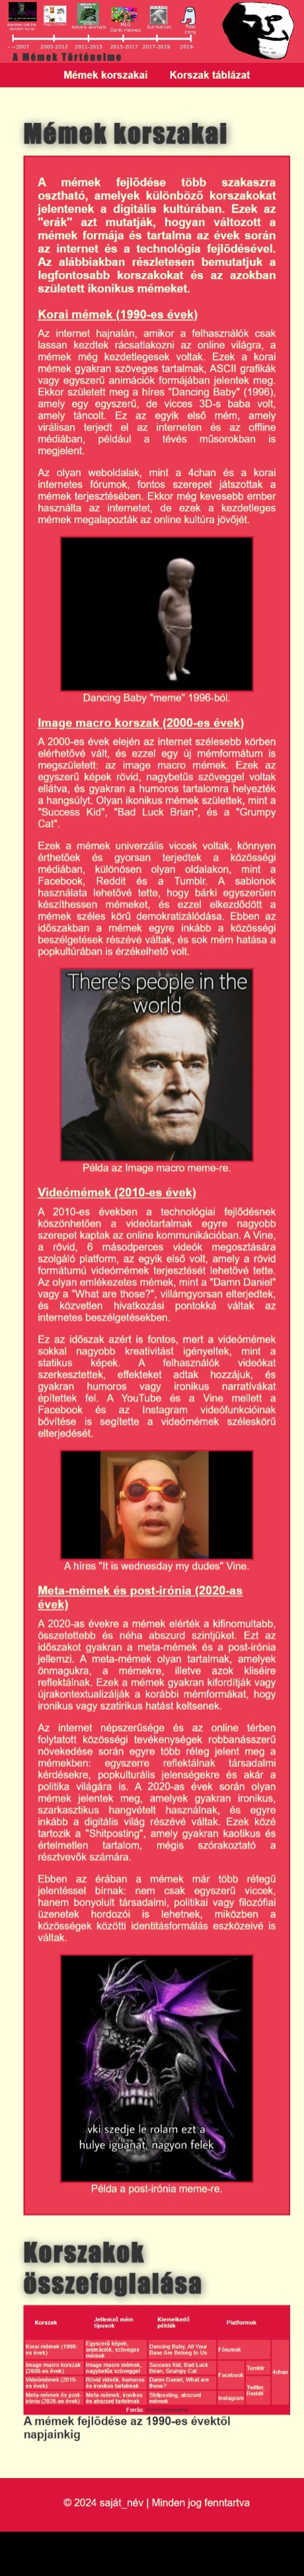 - - ~2007
2005-2012
2011-2015
2015-2017
2017-2019
2019-
MLG
Dank memes
Surrealism
A Mémek Történelme
Mémek korszakai
Korszak táblázat
Mémek korszakai
A mémek fejlődése több szakaszra
osztható, amelyek különböző korszakokat
jelentenek a digitális kultúrában. Ezek az
"erák" azt mutatják, hogyan változott a
mémek formája és tartalma az évek során
az internet és a technológia fejlődésével.
Az alábbiakban részletesen bemutatjuk a
legfontosabb korszakokat és az azokban
született ikonikus mémeket.
Korai mémek (1990-es évek)
Az internet hajnalán, amikor a felhasználók csak
lassan kezdtek rácsatlakozni az online világra, a
mémek még kezdetlegesek voltak. Ezek a korai
mémek gyakran szöveges tartalmak, ASCII grafikák
vagy egyszerű animációk formájában jelentek meg.
Ekkor született meg a híres "Dancing Baby" (1996),
amely egy egyszerű, de vicces 3D-s baba volt,
amely táncolt. Ez az egyik első mém, amely
virálisan terjedt el az interneten és az offline
médiában, például a tévés műsorokban is
megjelent.
Az olyan weboldalak, mint a 4chan és a korai
internetes fórumok, fontos szerepet játszottak a
mémek terjesztésében. Ekkor még kevesebb ember
használta az internetet, de ezek a kezdetleges
mémek megalapozták az online kultúra jövőjét.
Dancing Baby "meme" 1996-ból.
Image macro korszak (2000-es évek)
A 2000-es évek elején az internet szélesebb körben
elérhetővé vált, és ezzel egy új mémformátum is
megszületett: az image macro mémek. Ezek az
egyszerű képek rövid, nagybetűs szöveggel voltak
ellátva, és gyakran a humoros tartalomra helyezték
a hangsúlyt. Olyan ikonikus mémek születtek, mint a
"Success Kid", "Bad Luck Brian", és a "Grumpy
Cat".
Ezek a mémek univerzális viccek voltak, könnyen
érthetőek és gyorsan terjedtek a közösségi
médiában, különösen olyan oldalakon, mint a
Facebook, Reddit és a Tumblr. A sablonok
használata lehetővé tette, hogy bárki egyszerűen
készíthessen mémeket, és ezzel elkezdődött a
mémek széles körű demokratizálódása. Ebben az
időszakban a mémek egyre inkább a közösségi
beszélgetések részévé váltak, és sok mém hatása a
popkultúrában is érzékelhető volt.
There's people in the
world
Példa az Image macro meme-re.
Videómémek (2010-es évek)
A 2010-es években a technológiai fejlődésnek
köszönhetően a videótartalmak egyre nagyobb
szerepet kaptak az online kommunikációban. A Vine,
a rövid, 6 másodperces videók megosztására
szolgáló platform, az egyik első volt, amely a rövid
formátumú videómémek terjesztését lehetővé tette.
Az olyan emlékezetes mémek, mint a "Damn Daniel"
vagy a "What are those?", villámgyorsan elterjedtek,
és közvetlen hivatkozási pontokká váltak az
internetes beszélgetésekben.
Ez az időszak azért is fontos, mert a videómémek
sokkal nagyobb kreativitást igényeltek, mint a
statikus képek. A felhasználók videókat
szerkesztettek, effekteket adtak hozzájuk, és
gyakran humoros vagy ironikus narratívákat
építettek fel. A YouTube és a Vine mellett a
Facebook és az Instagram videófunkcióinak
bővítése is segítette a videómémek széleskörű
elterjedését.
A híres "It is wednesday my dudes" Vine.
Meta-mémek és post-irónia (2020-as
évek)
A 2020-as évekre a mémek elérték a kifinomultabb,
összetettebb és néha abszurd szintjüket. Ezt az
időszakot gyakran a meta-mémek és a post-irónia
jellemzi. A meta-mémek olyan tartalmak, amelyek
önmagukra, a mémekre, illetve azok kliséire
reflektálnak. Ezek a mémek gyakran kifordítják vagy
újrakontextualizálják a korábbi mémformákat, hogy
ironikus vagy szatirikus hatást keltsenek.
Az internet népszerűsége és az online térben
folytatott közösségi tevékenységek robbanásszerű
növekedése során egyre több réteg jelent meg a
mémekben: egyszerre reflektálnak társadalmi
kérdésekre, popkulturális jelenségekre és akár a
politika világára is. A 2020-as évek során olyan
mémek jelentek meg, amelyek gyakran ironikus,
szarkasztikus hangvételt használnak, és egyre
inkább a digitális világ részévé váltak. Ezek közé
tartozik a "Shitposting", amely gyakran kaotikus és
értelmetlen tartalom, mégis szórakoztató a
résztvevők számára.
Ebben az érában a mémek már több rétegű
jelentéssel bírnak: nem csak egyszerű viccek,
hanem bonyolult társadalmi, politikai vagy filozófiai
üzenetek hordozói is lehetnek, miközben a
közösségek közötti identitásformálás eszközeivé is
váltak.
vki szedje le rolam ezt a
hulye iguanat, nagyon felek
Példa a post-irónia meme-re.
Korszakok
összefoglalása
Korszak
Jellemző mém
típusok
Kiemelkedő
példák
Platformok
Korai mémek (1990-
es évek)
Egyszerű képek,
animációk, szöveges
mémek
Dancing Baby, All Your
Base Are Belong to Us
Fórumok
4chan
Image macro korszak
(2000-es évek)
Image macro mémek,
nagybetűs szöveggel
Success Kid, Bad Luck
Brian, Grumpy Cat
Facebook
Tumblr
Videómémek (2010-
es évek)
Rövid videók, humoros
és ironikus tartalmak
Damn Daniel, What are
those?
Twitter,
Reddit
Meta-mémek és post-
irónia (2020-as évek)
Meta-mémek, ironikus
és abszurd tartalmak
Shitposting, abszurd
mémek
Instagram
Forrás:
A mémek fejlődése az 1990-es évektől
napjainkig
© 2024 saját_név | Minden jog fenntartva